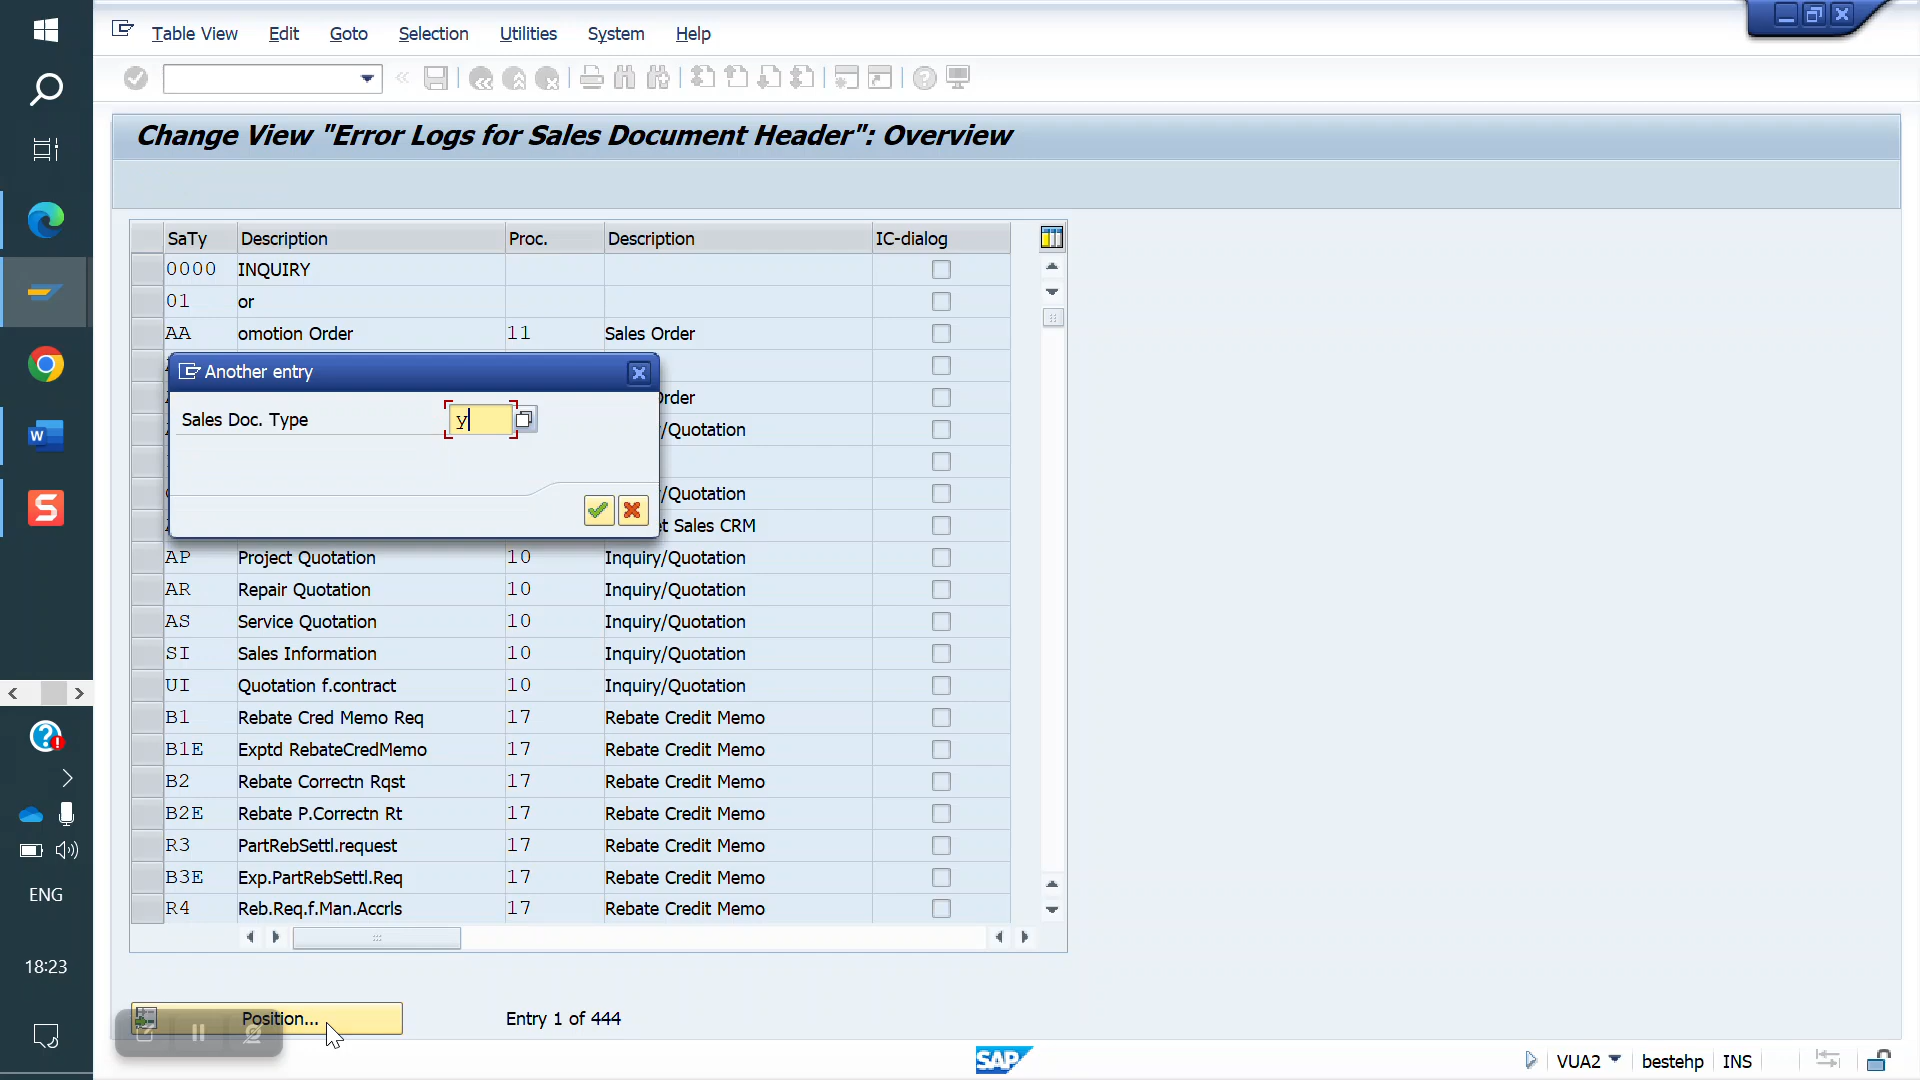 Table View Edit Goto Selection Utilities System Help
Change View "Error Logs for Sales Document Header": Overview
SaTy Description Proc. Description IC-dialog
0000 INQUIRY
01 or
AA omotion Order 11 Sales Order
Another entry
rder
Sales Doc. Type y
/Quotation
/Quotation
t Sales CRM
AP Project Quotation 10 Inquiry/Quotation
AR Repair Quotation 10 Inquiry/Quotation
AS Service Quotation 10 Inquiry/Quotation
SI Sales Information 10 Inquiry/Quotation
UI Quotation f.contract 10 Inquiry/Quotation
B1 Rebate Cred Memo Req 17 Rebate Credit Memo
B1E Exptd RebateCredMemo 17 Rebate Credit Memo
B2 Rebate Correctn Rqst 17 Rebate Credit Memo
B2E Rebate P.Correctn Rt 17 Rebate Credit Memo
R3 PartRebSettl.request 17 Rebate Credit Memo
B3E Exp.PartRebSettl.Req 17 Rebate Credit Memo
R4 Reb.Req.f.Man.Accrls 17 Rebate Credit Memo
Position... Entry 1 of 444
SAP VUA2 bestehp INS
ENG
18:23